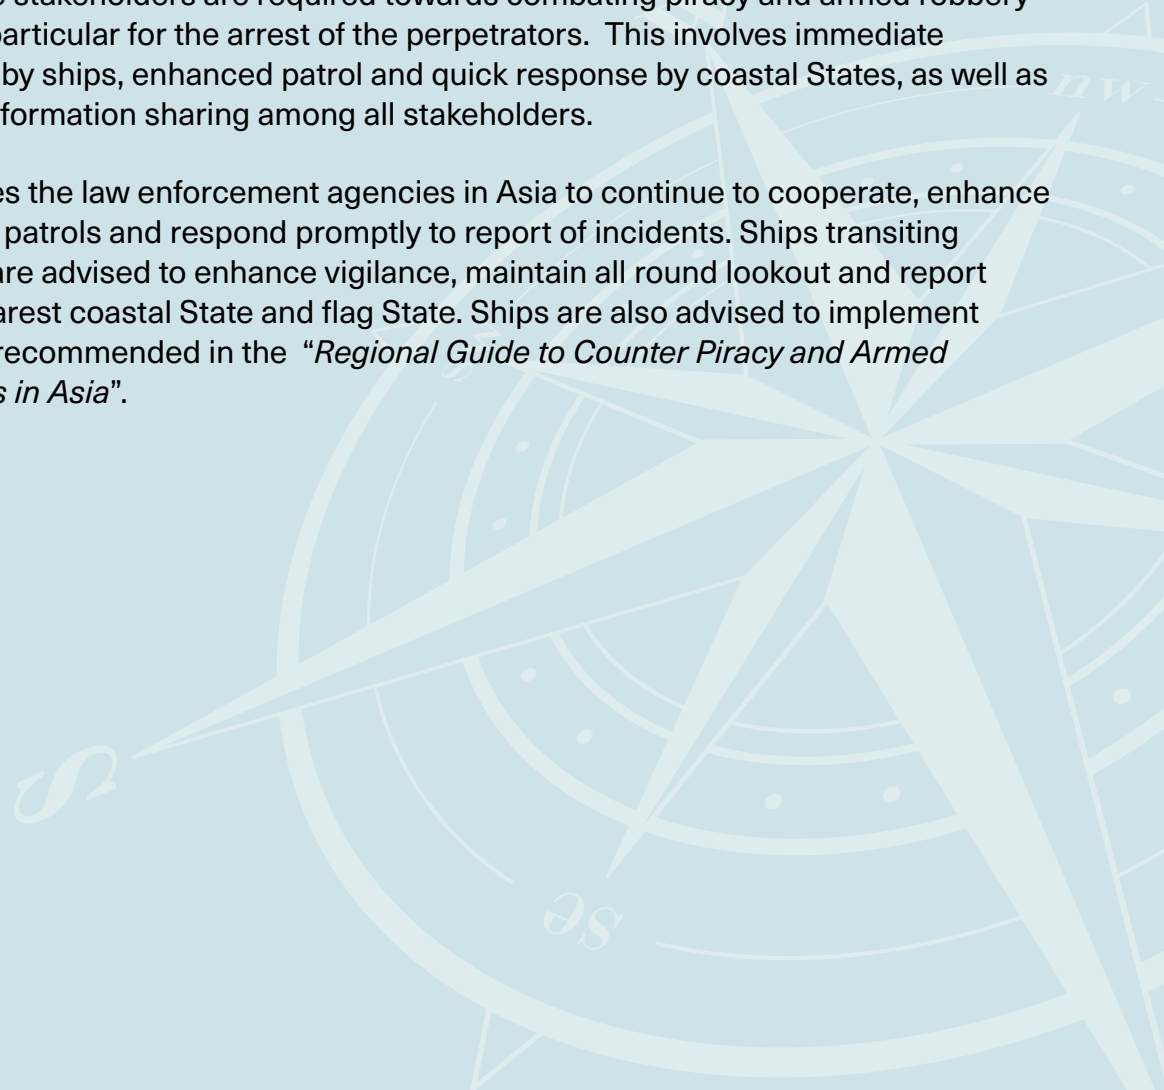 stakeholders are required towards combating piracy and armed robbery
particular for the arrest of the perpetrators.  This involves immediate
by ships, enhanced patrol and quick response by coastal States, as well as
formation sharing among all stakeholders.
es the law enforcement agencies in Asia to continue to cooperate, enhance
patrols and respond promptly to report of incidents. Ships transiting
are advised to enhance vigilance, maintain all round lookout and report
arest coastal State and flag State. Ships are also advised to implement
recommended in the  “Regional Guide to Counter Piracy and Armed
s in Asia”.
nw
s
S
se